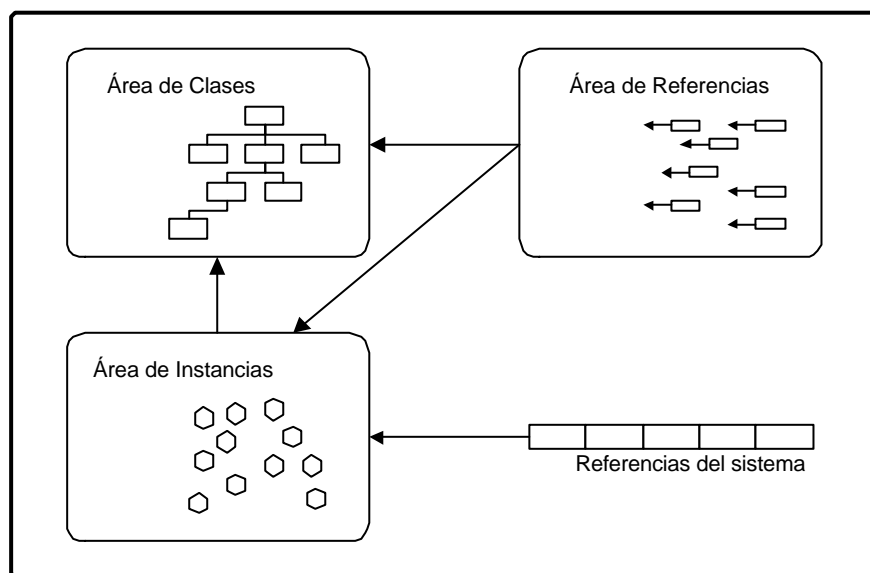 Área de Clases
Área de Referencias
Área de Instancias
Referencias del sistema